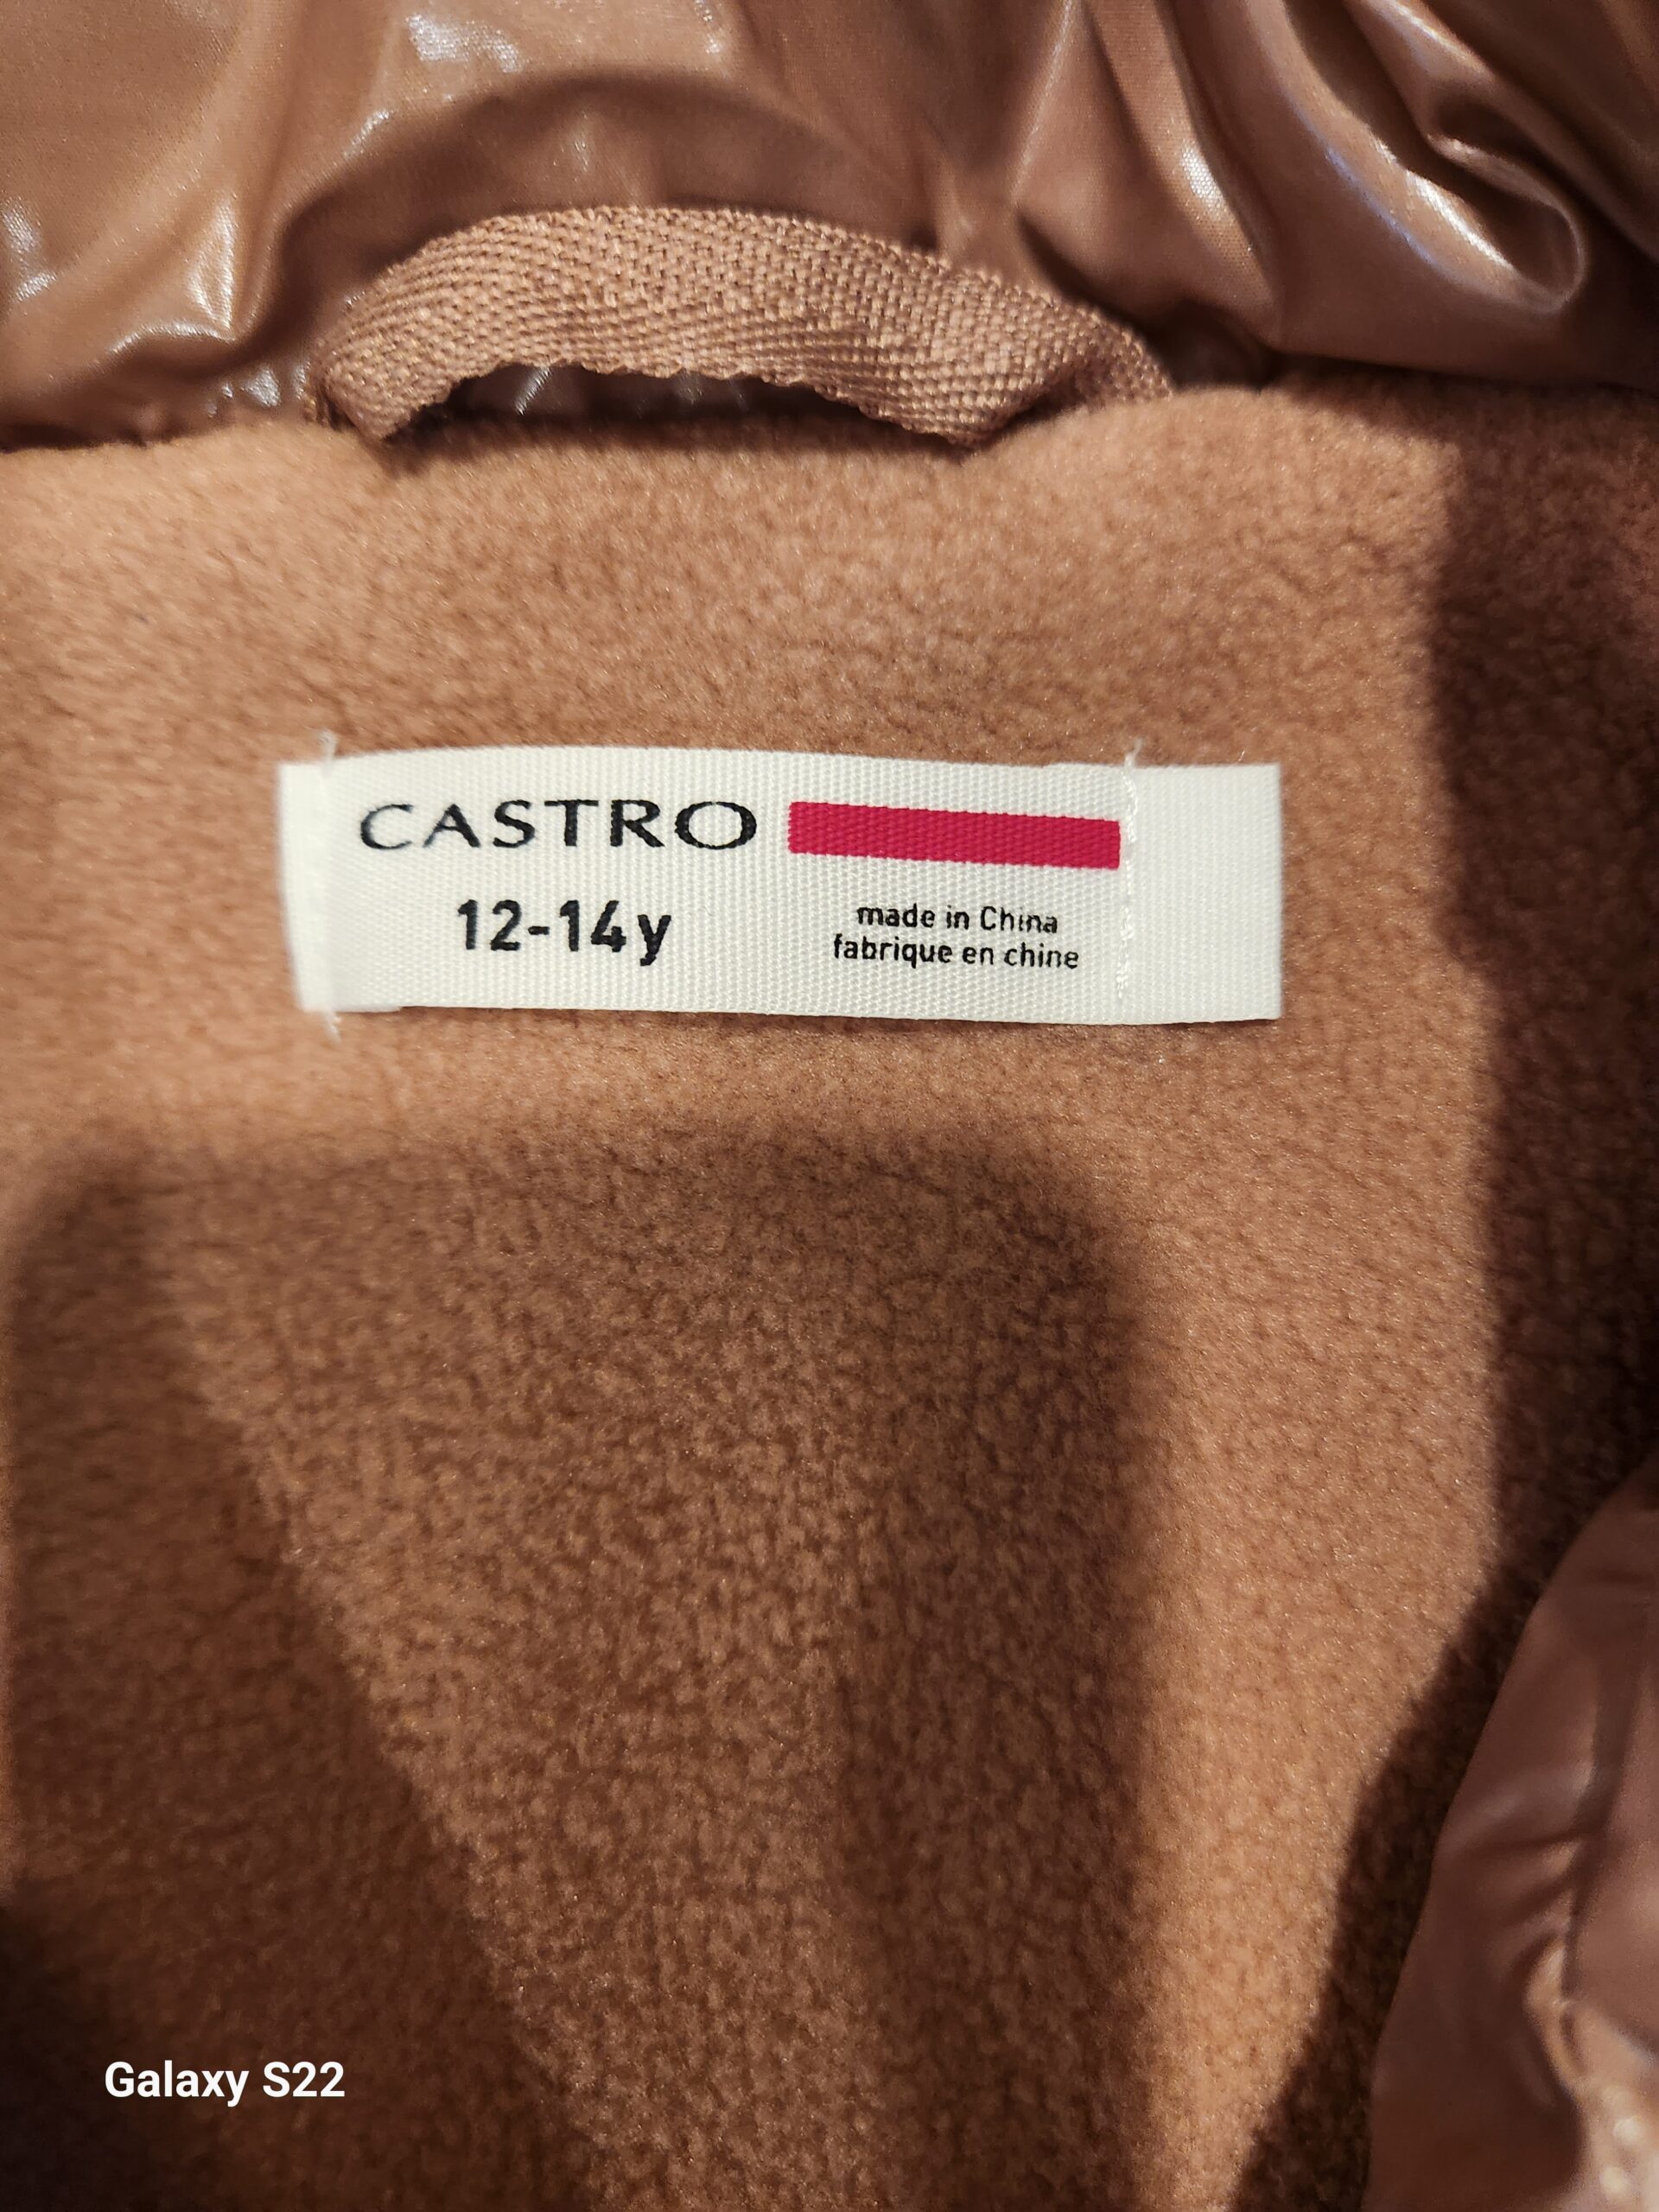 CASTRO
12-14y
made in China
fabrique en chine
Galaxy S22